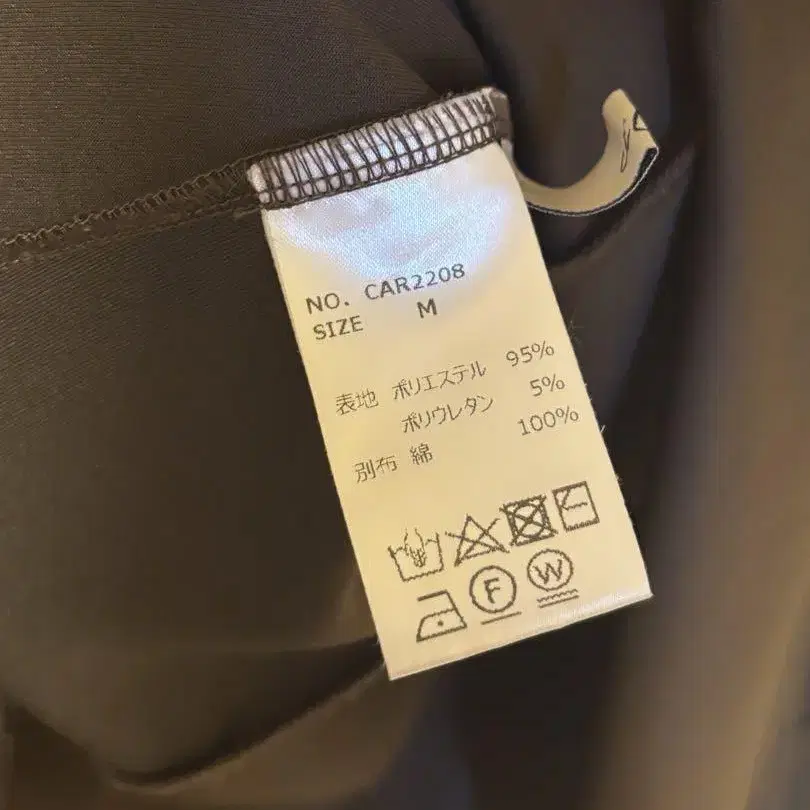 NO. CAR2208
SIZE M
表地 ポリエステル 95%
ポリウレタン 5%
別布 綿 100%
F W